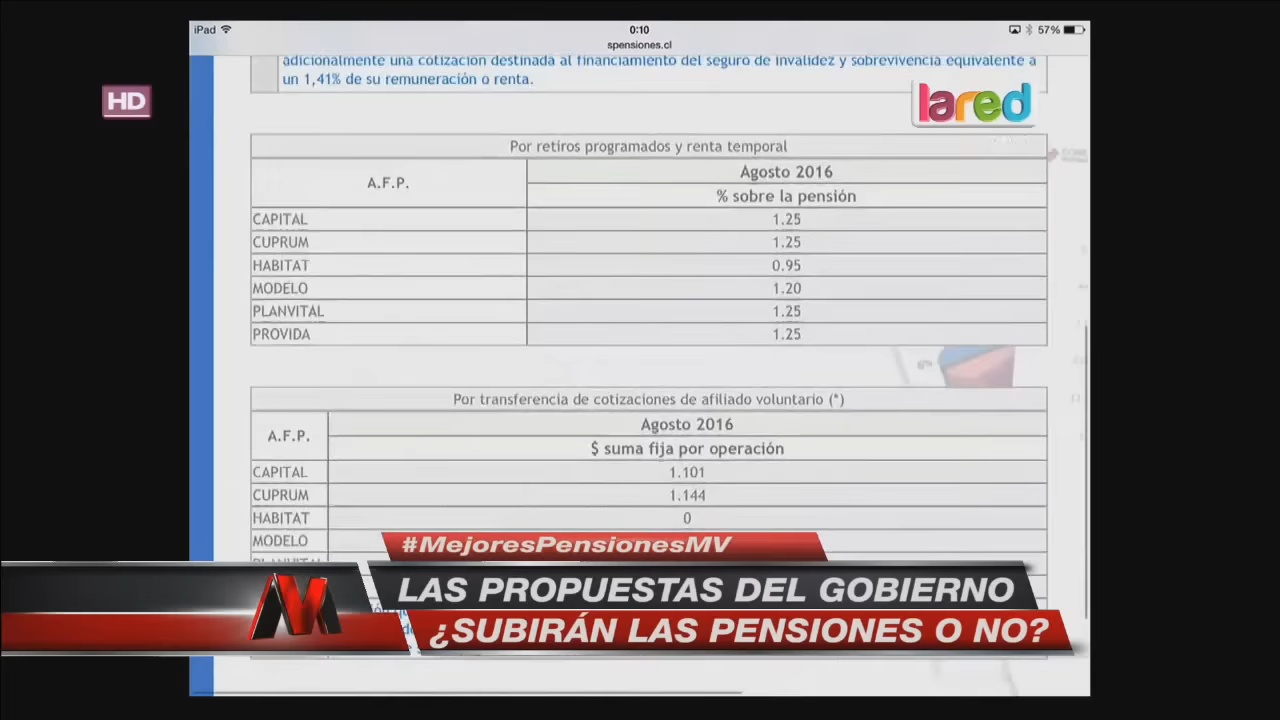 iPad
0:10
57%
spensiones.cl
HD
adicionalmente una cotización destinada al financiamiento del seguro de invalidez y sobrevivencia equivalente a
un 1,41% de su remuneración o renta.
lared
Por retiros programados y renta temporal
A.F.P.
Agosto 2016
% sobre la pensión
CAPITAL 1.25
CUPRUM 1.25
HABITAT 0.95
MODELO 1.20
PLANVITAL 1.25
PROVIDA 1.25
Por transferencia de cotizaciones de afiliado voluntario (*)
A.F.P.
Agosto 2016
$ suma fija por operación
CAPITAL 1.101
CUPRUM 1.144
HABITAT 0
MODELO
#MejoresPensionesMV
LAS PROPUESTAS DEL GOBIERNO
¿SUBIRÁN LAS PENSIONES O NO?